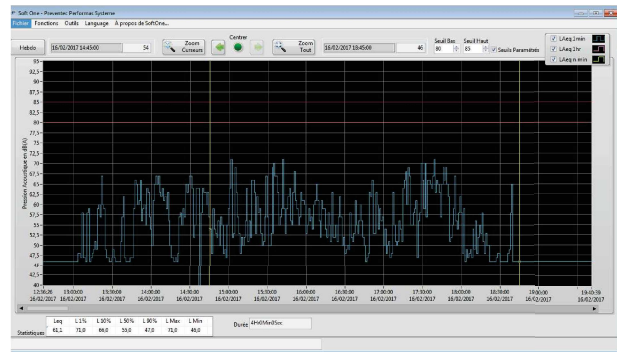 Soft One - Preventec Performas Systeme
Fichier Fonctions Outils Language À propos de SoftOne...
Hebdo 16/02/2017 14:45:00 54 Zoom Curseurs Centrer Zoom Tout 16/02/2017 18:45:00 46 Seuil Bas 80 Seuil Haut 85 Seuils Paramétrés
LAeq 1min
LAeq 1hr
LAeq n min
Pression Acoustique en dB(A)
95-
92,5-
90-
87,5-
85-
82,5-
80-
77,5-
75-
72,5-
70-
67,5-
65-
62,5-
60-
57,5-
55-
52,5-
50-
47,5-
42,5-
40-
12:36:26 13:00:00 13:30:00 14:00:00 14:30:00 15:00:00 15:30:00 16:00:00 16:30:00 17:00:00 17:30:00 18:00:00 18:30:00 19:00:00 19:40:59
16/02/2017 16/02/2017 16/02/2017 16/02/2017 16/02/2017 16/02/2017 16/02/2017 16/02/2017 16/02/2017 16/02/2017 16/02/2017 16/02/2017 16/02/2017 16/02/2017 16/02/2017
Leq L 1% L 10% L 50% L 90% L Max L Min
Statistiques 61,1 71,0 66,0 55,0 47,0 71,0 46,0
Durée 4Hr0Min0Sec